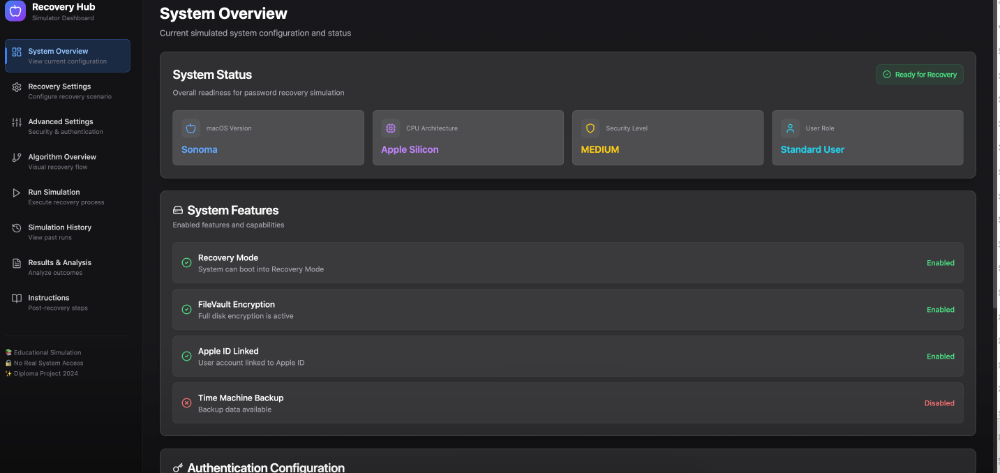 Recovery Hub
Simulator Dashboard
System Overview
View current configuration
Recovery Settings
Configure recovery scenario
Advanced Settings
Security & authentication
Algorithm Overview
Visual recovery flow
Run Simulation
Execute recovery process
Simulation History
View past runs
Results & Analysis
Analyze outcomes
Instructions
Post-recovery steps
📚 Educational Simulation
🔒 No Real System Access
✨ Diploma Project 2024
System Overview
Current simulated system configuration and status
System Status
Ready for Recovery
Overall readiness for password recovery simulation
macOS Version
Sonoma
CPU Architecture
Apple Silicon
Security Level
MEDIUM
User Role
Standard User
System Features
Enabled features and capabilities
Recovery Mode
System can boot into Recovery Mode
Enabled
FileVault Encryption
Full disk encryption is active
Enabled
Apple ID Linked
User account linked to Apple ID
Enabled
Time Machine Backup
Backup data available
Disabled
Authentication Configuration